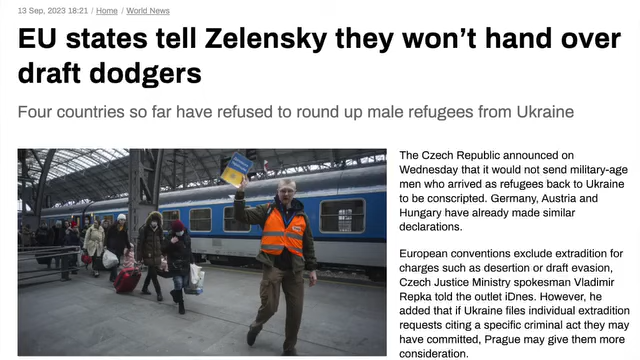 13 Sep, 2023 18:21 / Home / World News
EU states tell Zelensky they won’t hand over
draft dodgers
Four countries so far have refused to round up male refugees from Ukraine
The Czech Republic announced on
Wednesday that it would not send military-age
men who arrived as refugees back to Ukraine
to be conscripted. Germany, Austria and
Hungary have already made similar
declarations.
European conventions exclude extradition for
charges such as desertion or draft evasion,
Czech Justice Ministry spokesman Vladimir
Repka told the outlet iDnes. However, he
added that if Ukraine files individual extradition
requests citing a specific criminal act they may
have committed, Prague may give them more
consideration.